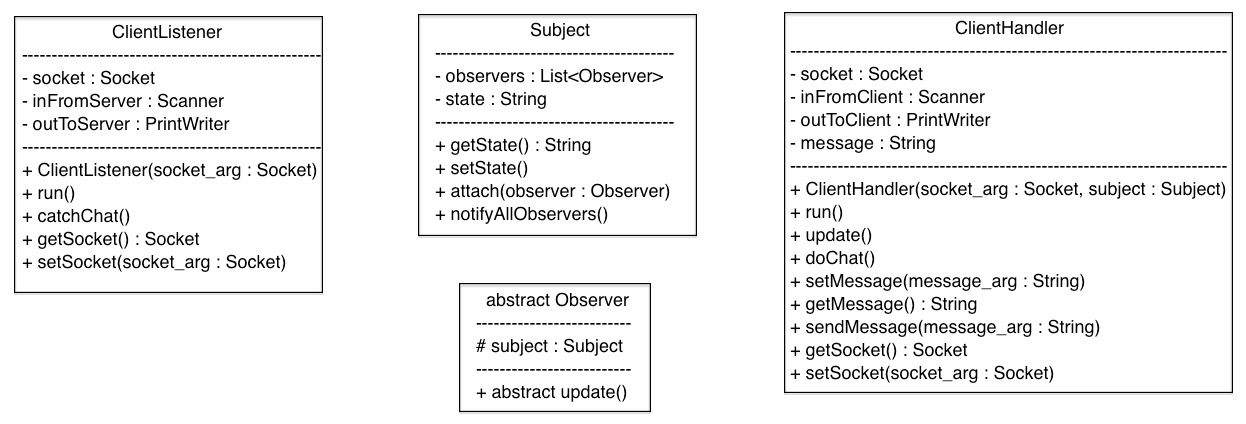 ClientListener
- socket : Socket
- inFromServer : Scanner
- outToServer : PrintWriter
+ ClientListener(socket_arg : Socket)
+ run()
+ catchChat()
+ getSocket() : Socket
+ setSocket(socket_arg : Socket)
Subject
- observers : List<Observer>
- state : String
+ getState() : String
+ setState()
+ attach(observer : Observer)
+ notifyAllObservers()
abstract Observer
# subject : Subject
+ abstract update()
ClientHandler
- socket : Socket
- inFromClient : Scanner
- outToClient : PrintWriter
- message : String
+ ClientHandler(socket_arg : Socket, subject : Subject)
+ run()
+ update()
+ doChat()
+ setMessage(message_arg : String)
+ getMessage() : String
+ sendMessage(message_arg : String)
+ getSocket() : Socket
+ setSocket(socket_arg : Socket)